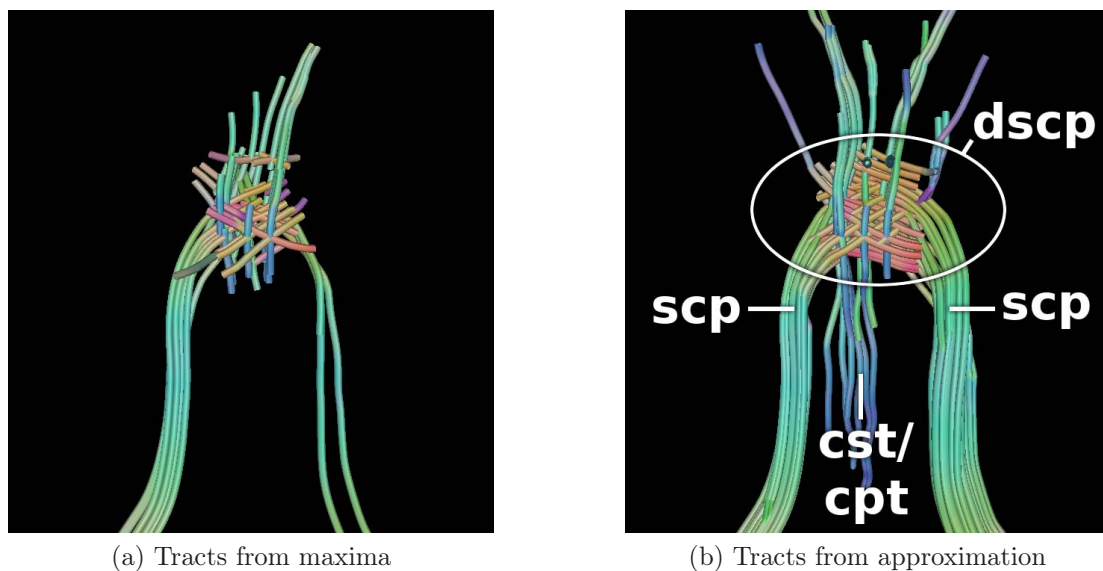 dscp
scp
scp
cst/
cpt
(a) Tracts from maxima
(b) Tracts from approximation